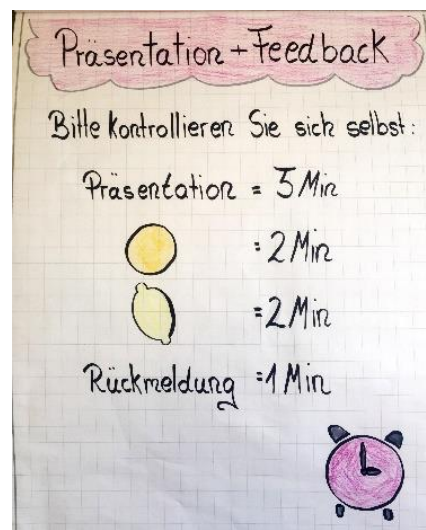 Präsentation + Feedback
Bitte kontrollieren Sie sich selbst:
Präsentation = 5 Min
= 2 Min
= 2 Min
Rückmeldung = 1 Min